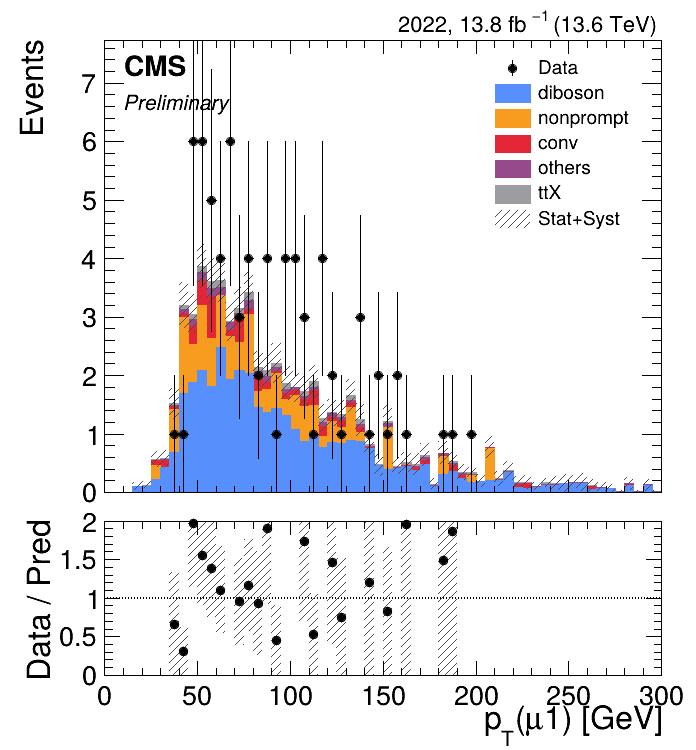 2022, 13.8 fb⁻¹ (13.6 TeV)
CMS
Preliminary
Events
Data
diboson
nonprompt
conv
others
ttX
Stat+Syst
7
6
5
4
3
2
1
0
Data / Pred
2
1.5
1
0.5
0
0 50 100 150 200 250 300
p_T(μ1) [GeV]